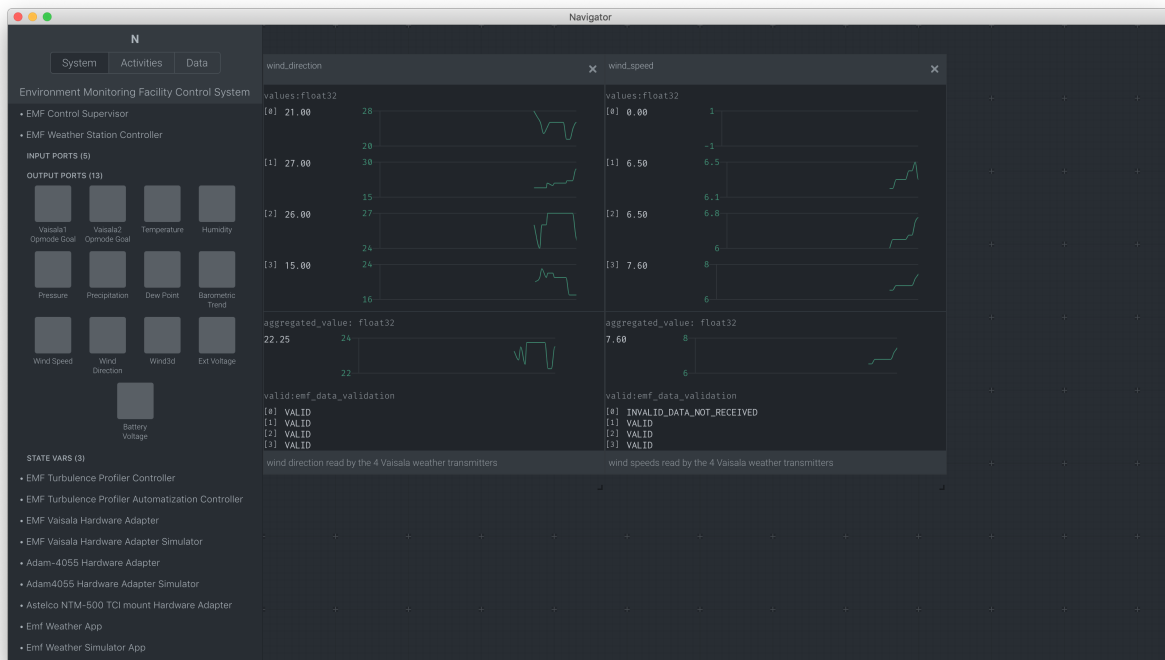 Navigator
N
System Activities Data
Environment Monitoring Facility Control System
• EMF Control Supervisor
• EMF Weather Station Controller
INPUT PORTS (5)
OUTPUT PORTS (13)
Vaisala1 Opmode Goal
Vaisala2 Opmode Goal
Temperature
Humidity
Pressure
Precipitation
Dew Point
Barometric Trend
Wind Speed
Wind Direction
Wind3d
Ext Voltage
Battery Voltage
STATE VARS (3)
• EMF Turbulence Profiler Controller
• EMF Turbulence Profiler Automatization Controller
• EMF Vaisala Hardware Adapter
• EMF Vaisala Hardware Adapter Simulator
• Adam-4055 Hardware Adapter
• Adam4055 Hardware Adapter Simulator
• Astelco NTM-500 TCI mount Hardware Adapter
• Emf Weather App
• Emf Weather Simulator App
wind_direction ×
values:float32
[0] 21.00 28
20
[1] 27.00 30
15
[2] 26.00 27
24
[3] 15.00 24
16
aggregated_value: float32
22.25 24
22
valid:emf_data_validation
[0] VALID
[1] VALID
[2] VALID
[3] VALID
wind direction read by the 4 Vaisala weather transmitters
wind_speed ×
values:float32
[0] 0.00 1
-1
[1] 6.50 6.5
6.1
[2] 6.50 6.8
6
[3] 7.60 8
6
aggregated_value: float32
7.60 8
6
valid:emf_data_validation
[0] INVALID_DATA_NOT_RECEIVED
[1] VALID
[2] VALID
[3] VALID
wind speeds read by the 4 Vaisala weather transmitters